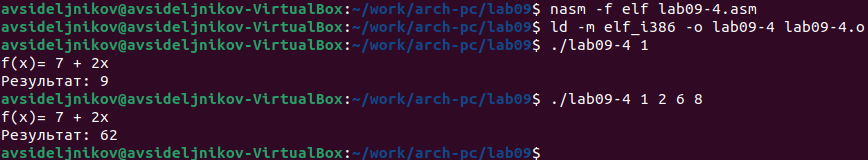 avsideljnikov@avsideljnikov-VirtualBox:~/work/arch-pc/lab09$ nasm -f elf lab09-4.asm
avsideljnikov@avsideljnikov-VirtualBox:~/work/arch-pc/lab09$ ld -m elf_i386 -o lab09-4 lab09-4.o
avsideljnikov@avsideljnikov-VirtualBox:~/work/arch-pc/lab09$ ./lab09-4 1
f(x)= 7 + 2x
Результат: 9
avsideljnikov@avsideljnikov-VirtualBox:~/work/arch-pc/lab09$ ./lab09-4 1 2 6 8
f(x)= 7 + 2x
Результат: 62
avsideljnikov@avsideljnikov-VirtualBox:~/work/arch-pc/lab09$